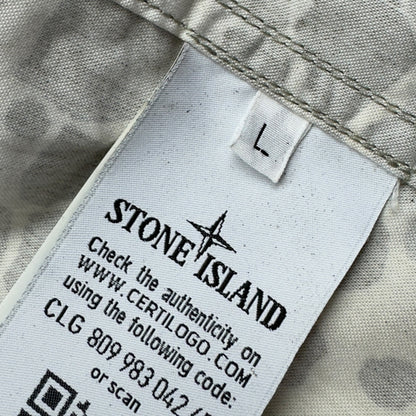 L
STONE ISLAND
Check the authenticity on
WWW.CERTILOGO.COM
using the following code:
CLG 809 983 042
or scan